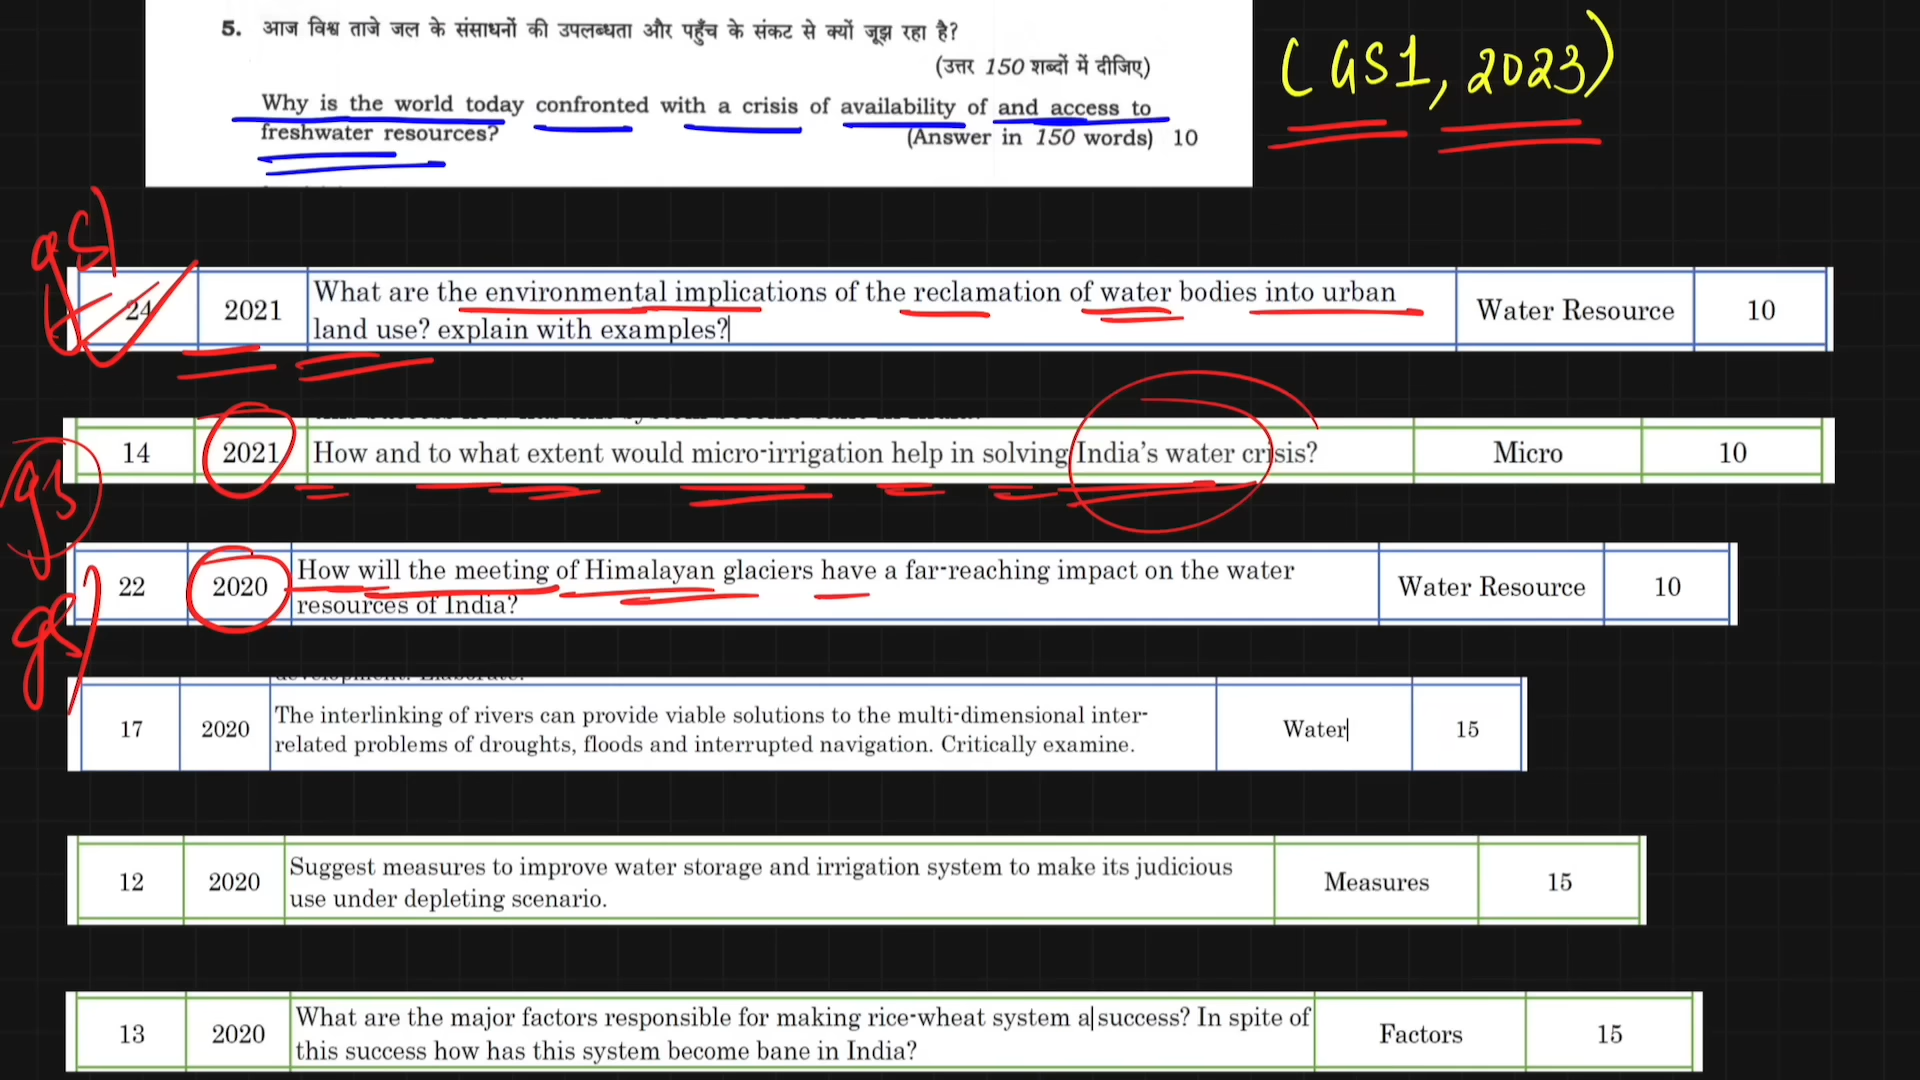 5. आज विश्व ताजे जल के संसाधनों की उपलब्धता और पहुँच के संकट से क्यों जूझ रहा है?
(उत्तर 150 शब्दों में दीजिए)
Why is the world today confronted with a crisis of availability of and access to
freshwater resources?
(Answer in 150 words) 10
(GS1, 2023)
GS1
24 2021 What are the environmental implications of the reclamation of water bodies into urban
land use? explain with examples? Water Resource 10
14 2021 How and to what extent would micro-irrigation help in solving India's water crisis? Micro 10
GS
22 2020 How will the meeting of Himalayan glaciers have a far-reaching impact on the water
resources of India? Water Resource 10
GS1
17 2020 The interlinking of rivers can provide viable solutions to the multi-dimensional inter-
related problems of droughts, floods and interrupted navigation. Critically examine. Water 15
12 2020 Suggest measures to improve water storage and irrigation system to make its judicious
use under depleting scenario. Measures 15
13 2020 What are the major factors responsible for making rice-wheat system a success? In spite of
this success how has this system become bane in India? Factors 15